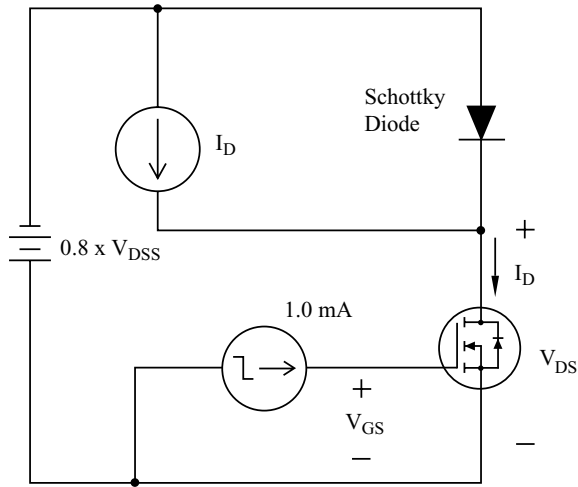 Schottky
Diode
I_D
+
0.8 x V_DSS
I_D
1.0 mA
V_DS
+
V_GS
–
–